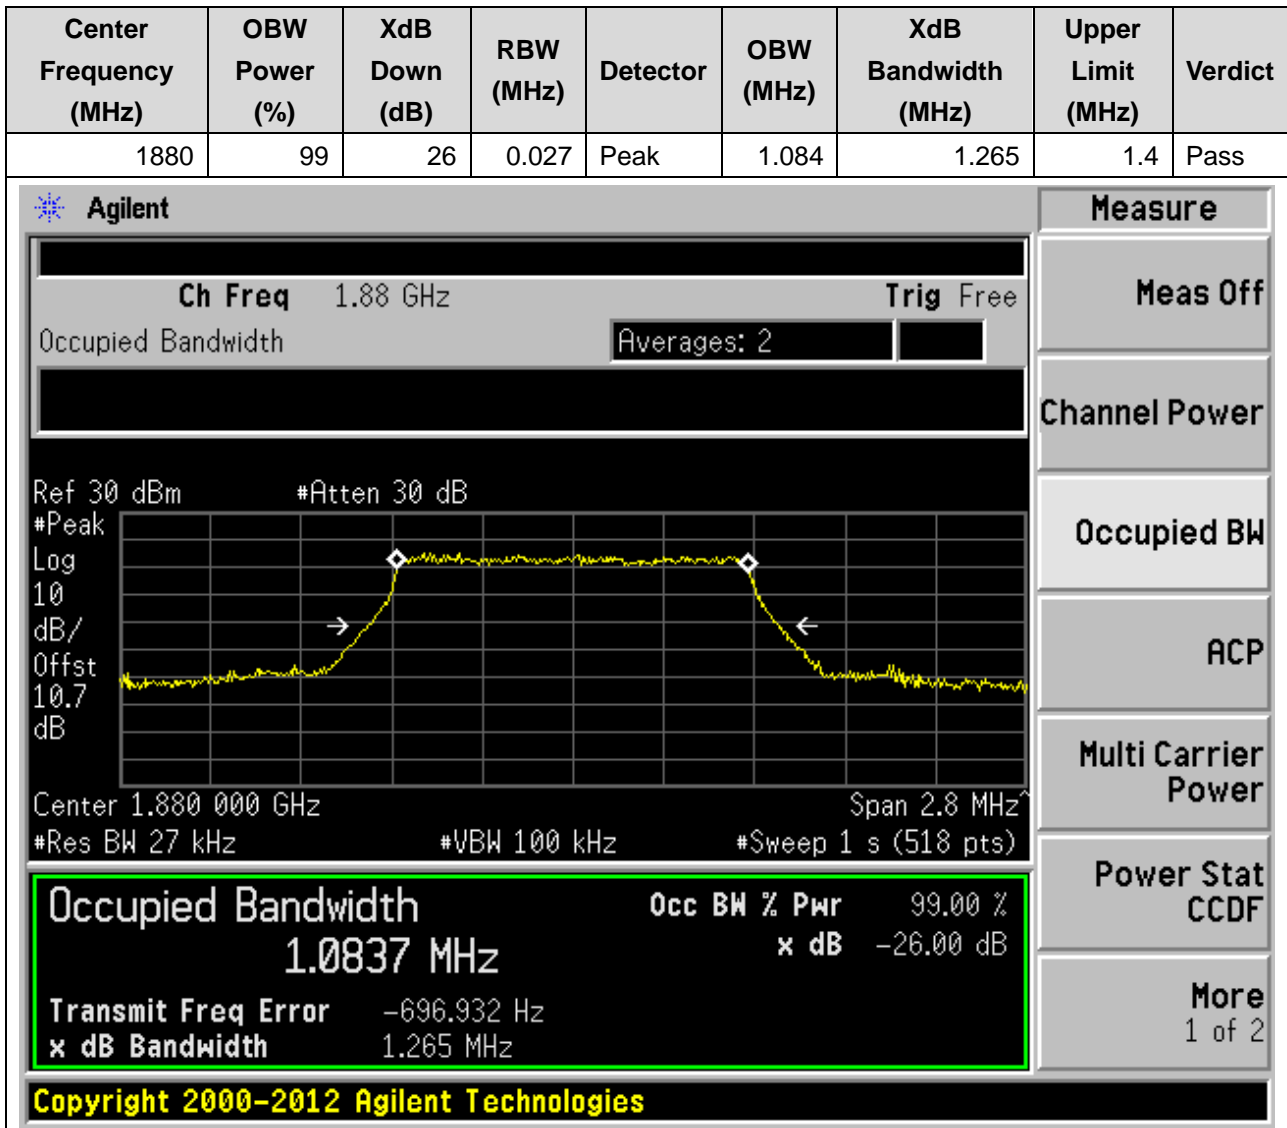 Center Frequency (MHz) OBW Power (%) XdB Down (dB) RBW (MHz) Detector OBW (MHz) XdB Bandwidth (MHz) Upper Limit (MHz) Verdict
1880 99 26 0.027 Peak 1.084 1.265 1.4 Pass
Agilent
Measure
Ch Freq 1.88 GHz Trig Free
Meas Off
Occupied Bandwidth Averages: 2
Channel Power
Ref 30 dBm #Atten 30 dB
#Peak
Log
10
dB/
Offst
10.7
dB
Occupied BW
ACP
Multi Carrier
Power
Center 1.880 000 GHz Span 2.8 MHz^
#Res BW 27 kHz #VBW 100 kHz #Sweep 1 s (518 pts)
Power Stat
CCDF
Occupied Bandwidth Occ BW % Pwr 99.00 %
1.0837 MHz x dB -26.00 dB
More
1 of 2
Transmit Freq Error -696.932 Hz
x dB Bandwidth 1.265 MHz
Copyright 2000-2012 Agilent Technologies